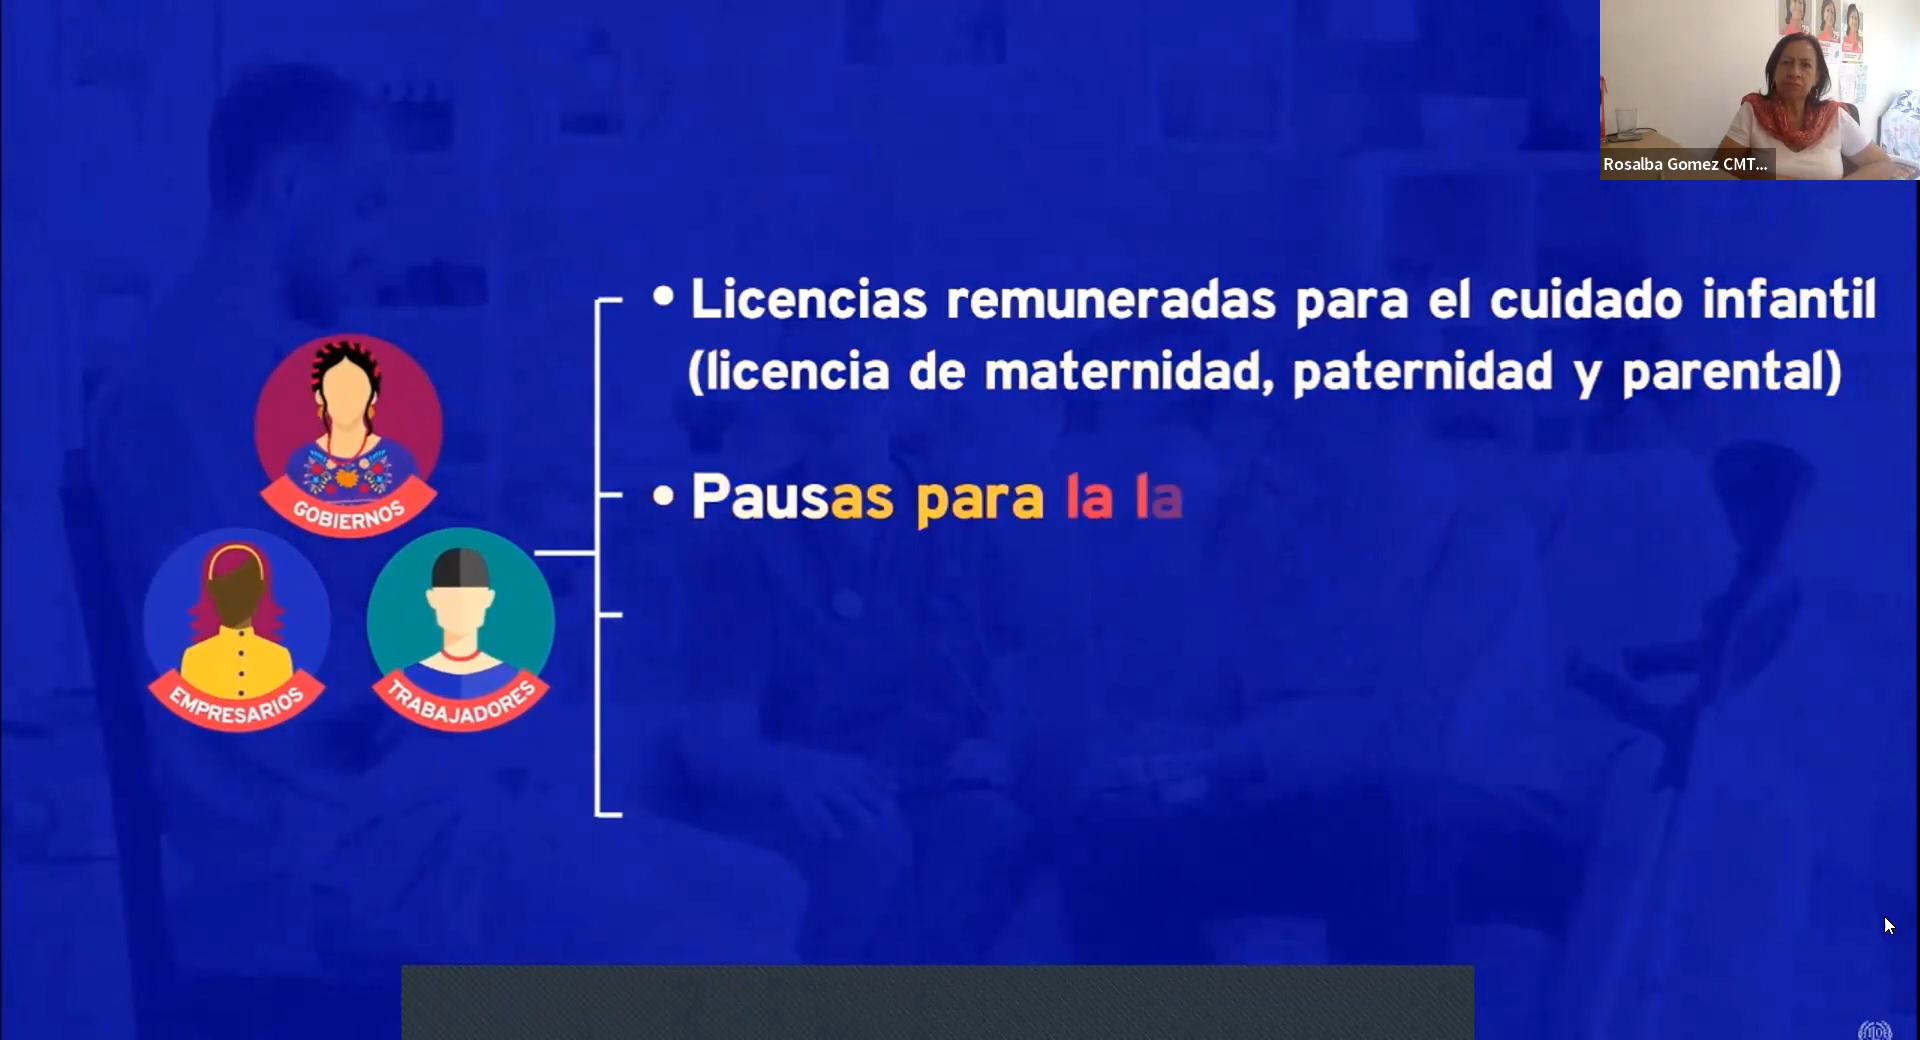 Rosalba Gomez CMT...
• Licencias remuneradas para el cuidado infantil
(licencia de maternidad, paternidad y parental)
• Pausas para la la
GOBIERNOS
EMPRESARIOS
TRABAJADORES